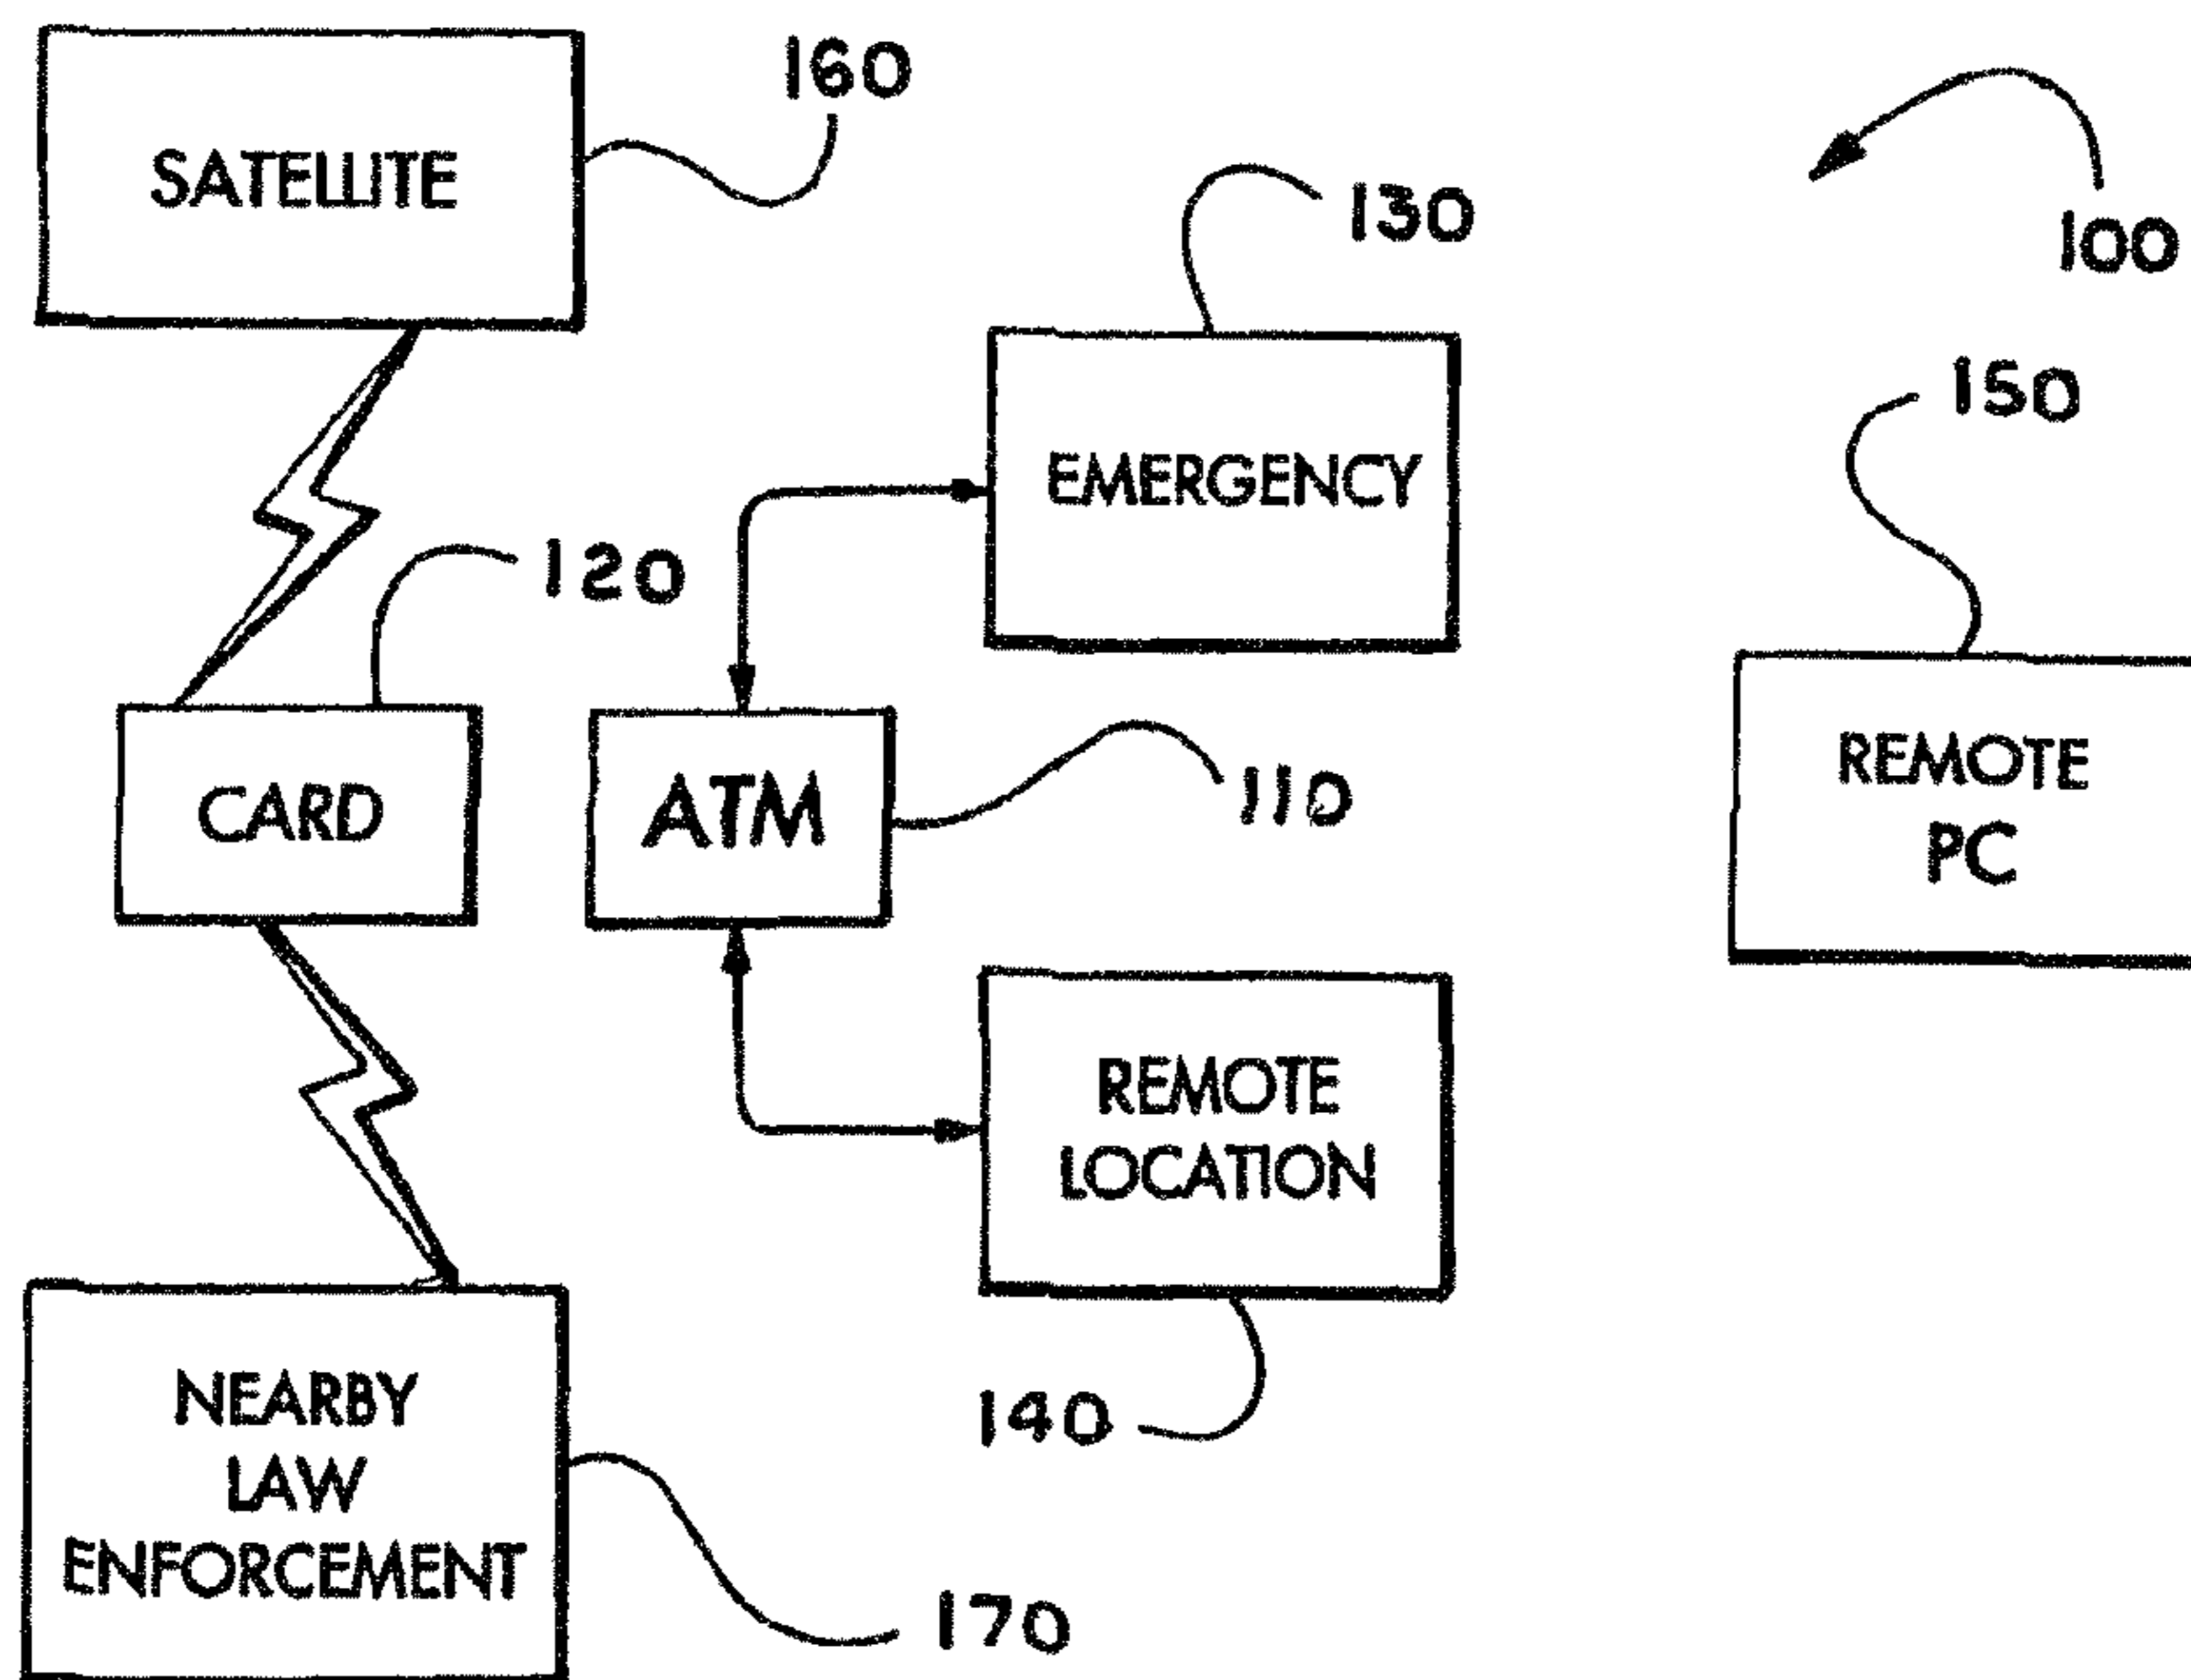 SATELLITE
160
130
100
EMERGENCY
150
120
CARD
ATM
110
REMOTE
PC
REMOTE
LOCATION
140
NEARBY
LAW
ENFORCEMENT
170